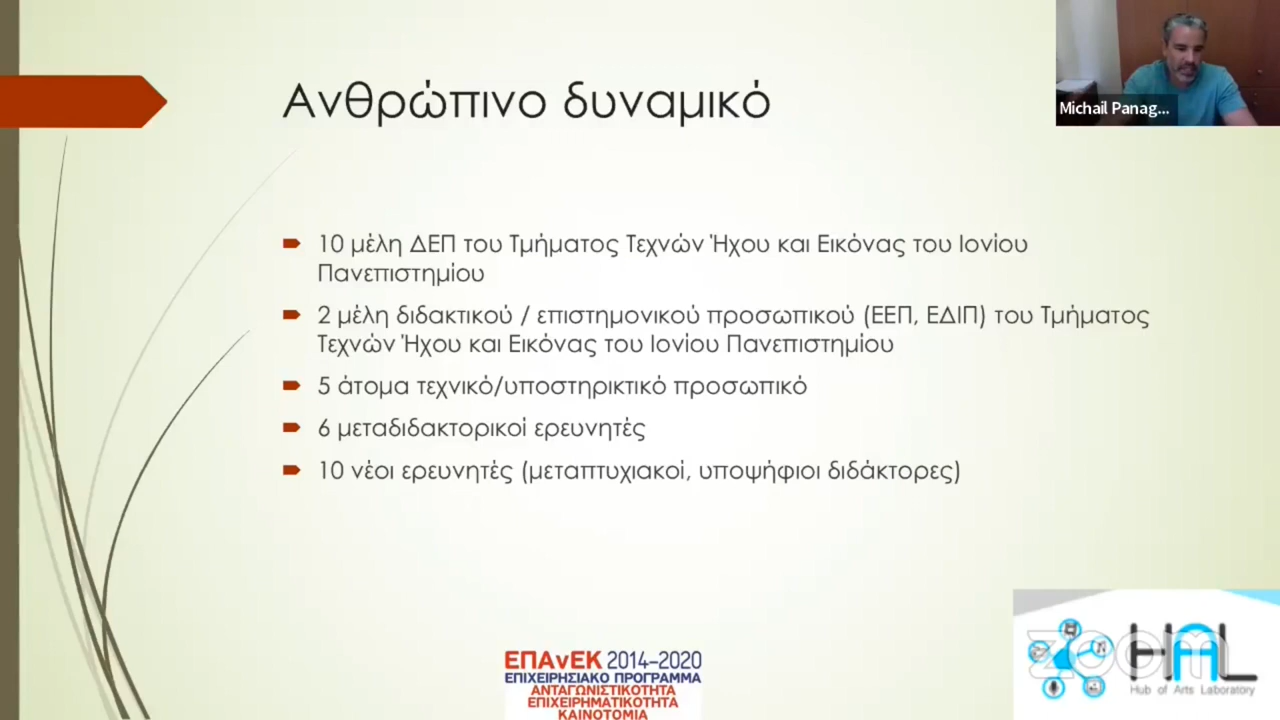 Ανθρώπινο δυναμικό
Michail Panag...
10 μέλη ΔΕΠ του Τμήματος Τεχνών Ήχου και Εικόνας του Ιονίου
Πανεπιστημίου
2 μέλη διδακτικού / επιστημονικού προσωπικού (ΕΕΠ, ΕΔΙΠ) του Τμήματος
Τεχνών Ήχου και Εικόνας του Ιονίου Πανεπιστημίου
5 άτομα τεχνικό/υποστηρικτικό προσωπικό
6 μεταδιδακτορικοί ερευνητές
10 νέοι ερευνητές (μεταπτυχιακοί, υποψήφιοι διδάκτορες)
ΕΠΑνΕΚ 2014–2020
ΕΠΙΧΕΙΡΗΣΙΑΚΟ ΠΡΟΓΡΑΜΜΑ
ΑΝΤΑΓΩΝΙΣΤΙΚΟΤΗΤΑ
ΕΠΙΧΕΙΡΗΜΑΤΙΚΟΤΗΤΑ
ΚΑΙΝΟΤΟΜΙΑ
zoom
HAL
Hub of Arts Laboratory